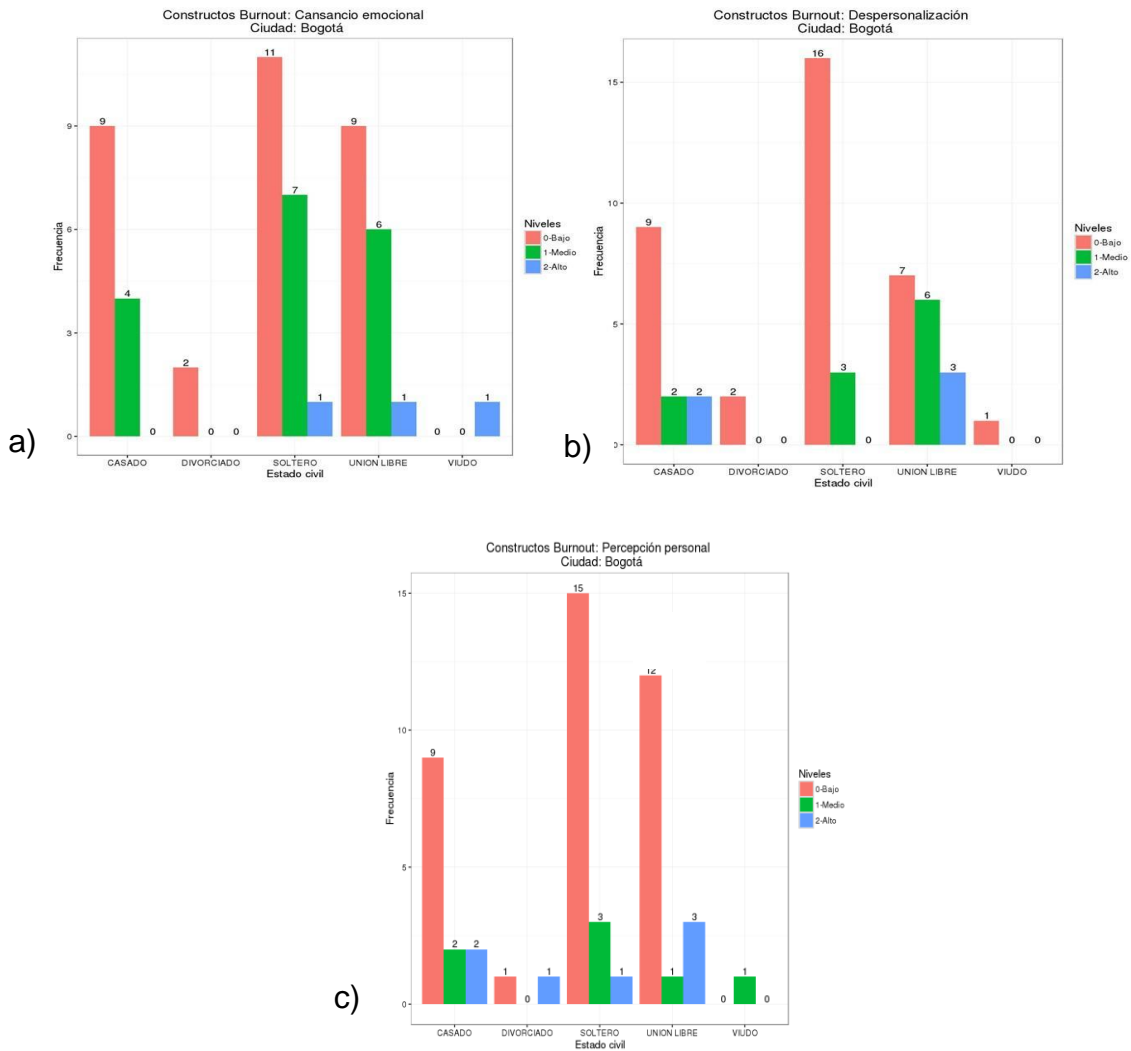 Constructos Burnout: Cansancio emocional
Ciudad: Bogotá
11
9
9
9
7
6
6
4
3
2
1
1
1
0
0
0
0
0
0
Frecuencia
Niveles
0-Bajo
1-Medio
2-Alto
CASADO DIVORCIADO SOLTERO UNION LIBRE VIUDO
Estado civil
a)
Constructos Burnout: Despersonalización
Ciudad: Bogotá
16
15
10
9
7
6
5
3
3
2 2 2
1
0 0 0 0 0
0
Frecuencia
Niveles
0-Bajo
1-Medio
2-Alto
CASADO DIVORCIADO SOLTERO UNION LIBRE VIUDO
Estado civil
b)
Constructos Burnout: Percepción personal
Ciudad: Bogotá
15
15
12
10
9
5
3
3
2 2
1 1 1 1 1
0 0 0
0
Frecuencia
Niveles
0-Bajo
1-Medio
2-Alto
CASADO DIVORCIADO SOLTERO UNION LIBRE VIUDO
Estado civil
c)